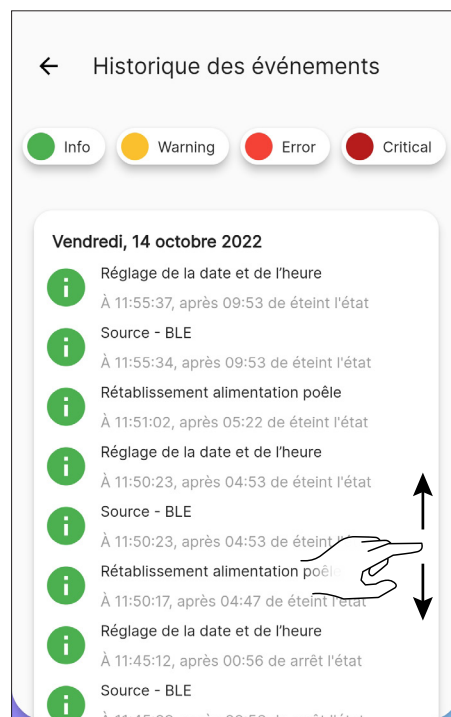 Historique des événements
Info Warning Error Critical
Vendredi, 14 octobre 2022
Réglage de la date et de l'heure
À 11:55:37, après 09:53 de éteint l'état
Source - BLE
À 11:55:34, après 09:53 de éteint l'état
Rétablissement alimentation poêle
À 11:51:02, après 05:22 de éteint l'état
Réglage de la date et de l'heure
À 11:50:23, après 04:53 de éteint l'état
Source - BLE
À 11:50:23, après 04:53 de éteint
Rétablissement alimentation poêle
À 11:50:17, après 04:47 de éteint l'état
Réglage de la date et de l'heure
À 11:45:12, après 00:56 de arrêt l'état
Source - BLE